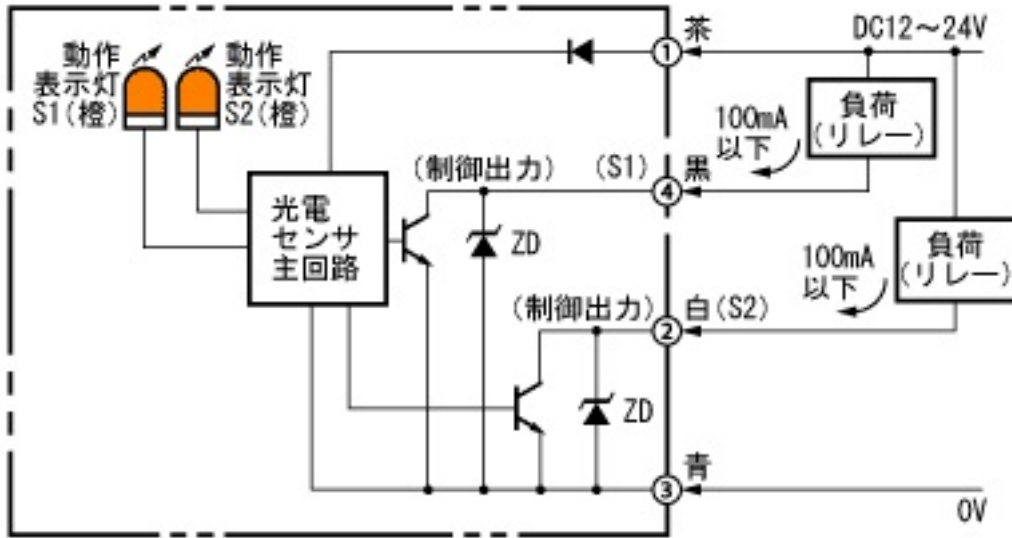 動作
表示灯
S1(橙)
動作
表示灯
S2(橙)
① 茶
DC12～24V
負荷
(リレー)
100mA
以下
(制御出力) (S1) ④ 黒
光電
センサ
主回路
ZD
負荷
(リレー)
100mA
以下
(制御出力) ② 白(S2)
ZD
③ 青
0V